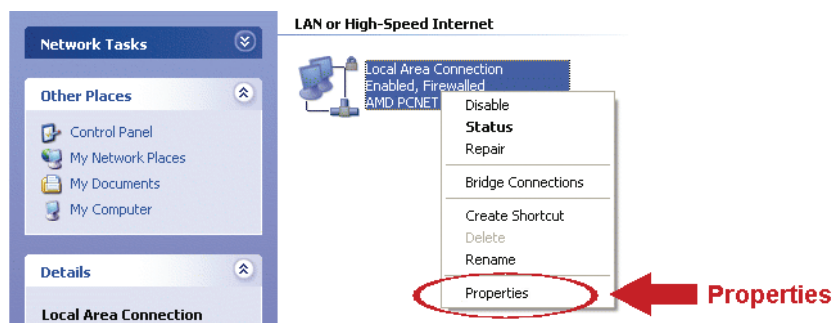 LAN or High-Speed Internet
Network Tasks
Other Places
Control Panel
My Network Places
My Documents
My Computer
Details
Local Area Connection
Local Area Connection
Enabled, Firewalled
AMD PCNET
Disable
Status
Repair
Bridge Connections
Create Shortcut
Delete
Rename
Properties
Properties